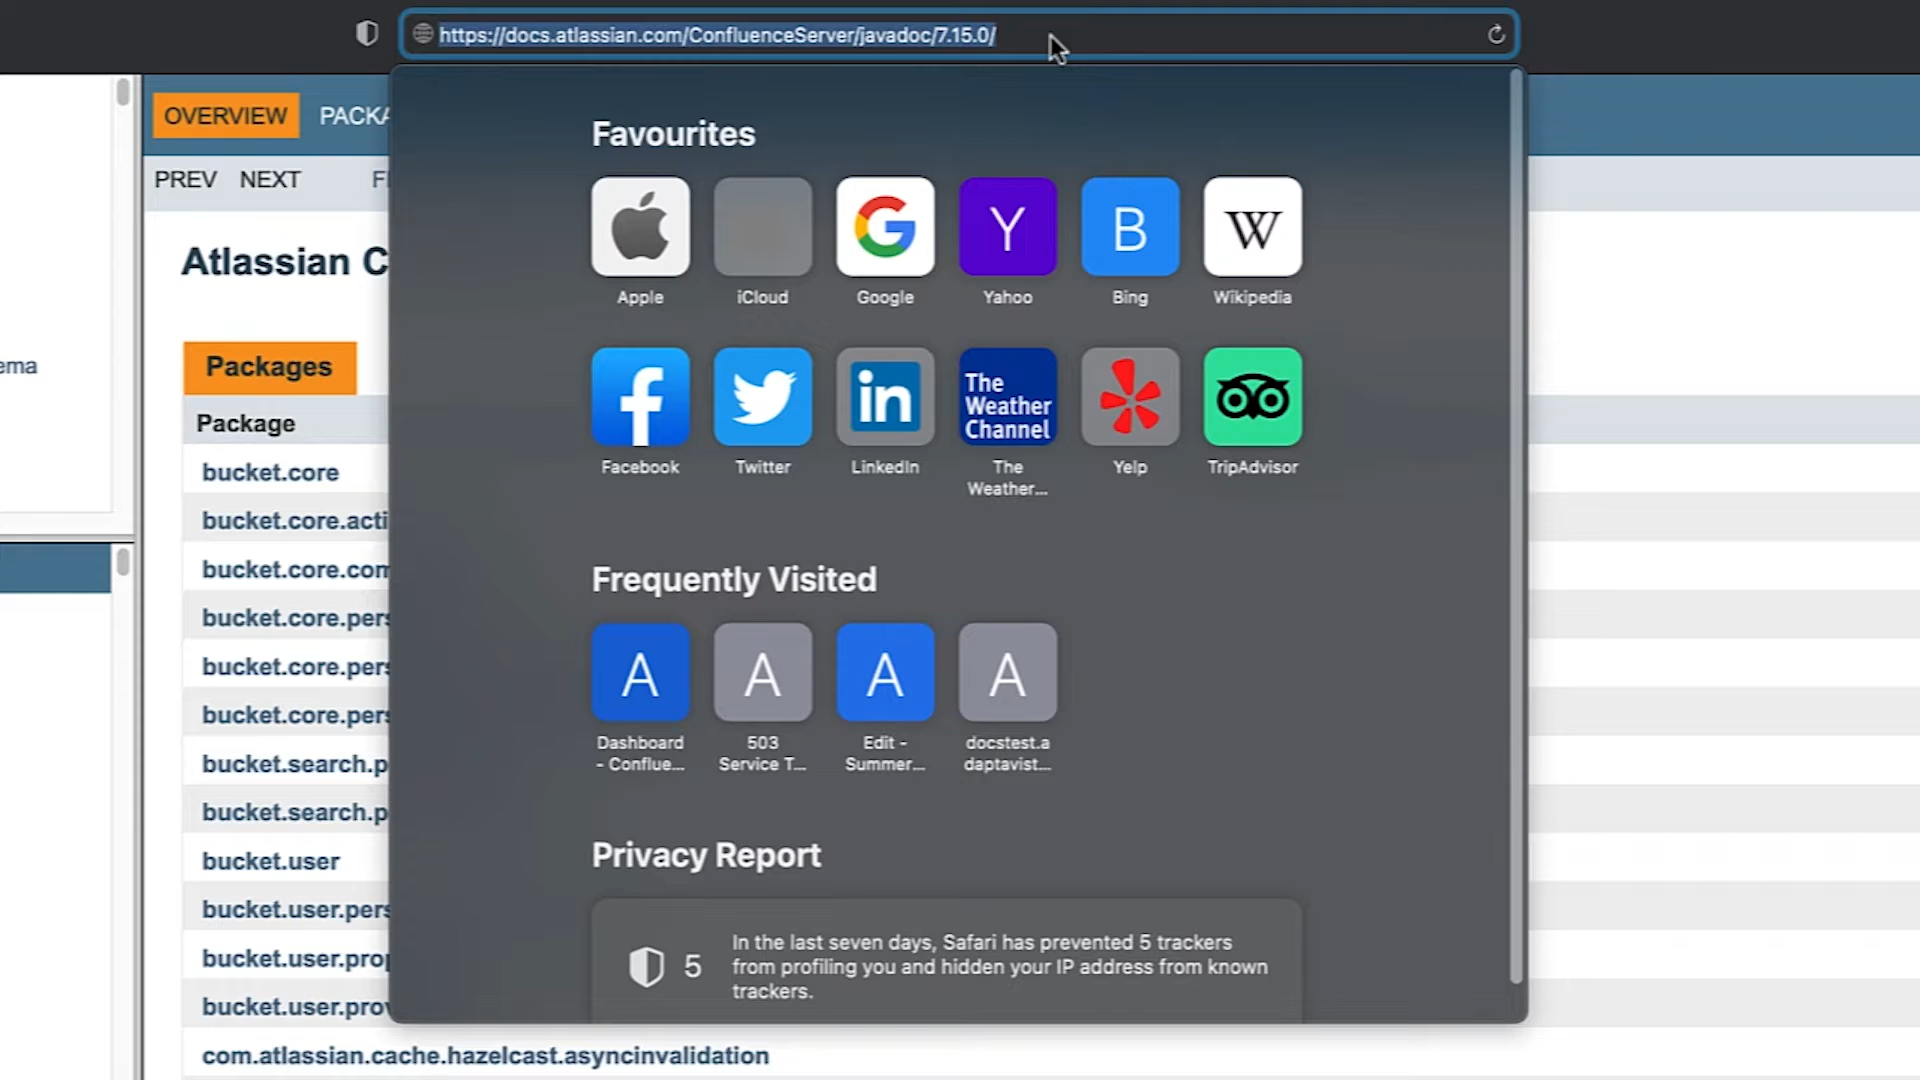 https://docs.atlassian.com/ConfluenceServer/javadoc/7.15.0/
OVERVIEW PACKA
PREV NEXT
Atlassian C
ema
Packages
Package
bucket.core
bucket.core.acti
bucket.core.com
bucket.core.pers
bucket.core.pers
bucket.core.pers
bucket.search.p
bucket.search.p
bucket.user
bucket.user.pers
bucket.user.prop
bucket.user.prov
com.atlassian.cache.hazelcast.asyncinvalidation
Favourites
G Y B W
Apple iCloud Google Yahoo Bing Wikipedia
f in The Weather Channel
Facebook Twitter LinkedIn The Weather... Yelp TripAdvisor
Frequently Visited
A A A A
Dashboard - Conflue... 503 Service T... Edit - Summer... docstest.a daptavist...
Privacy Report
5
In the last seven days, Safari has prevented 5 trackers
from profiling you and hidden your IP address from known
trackers.